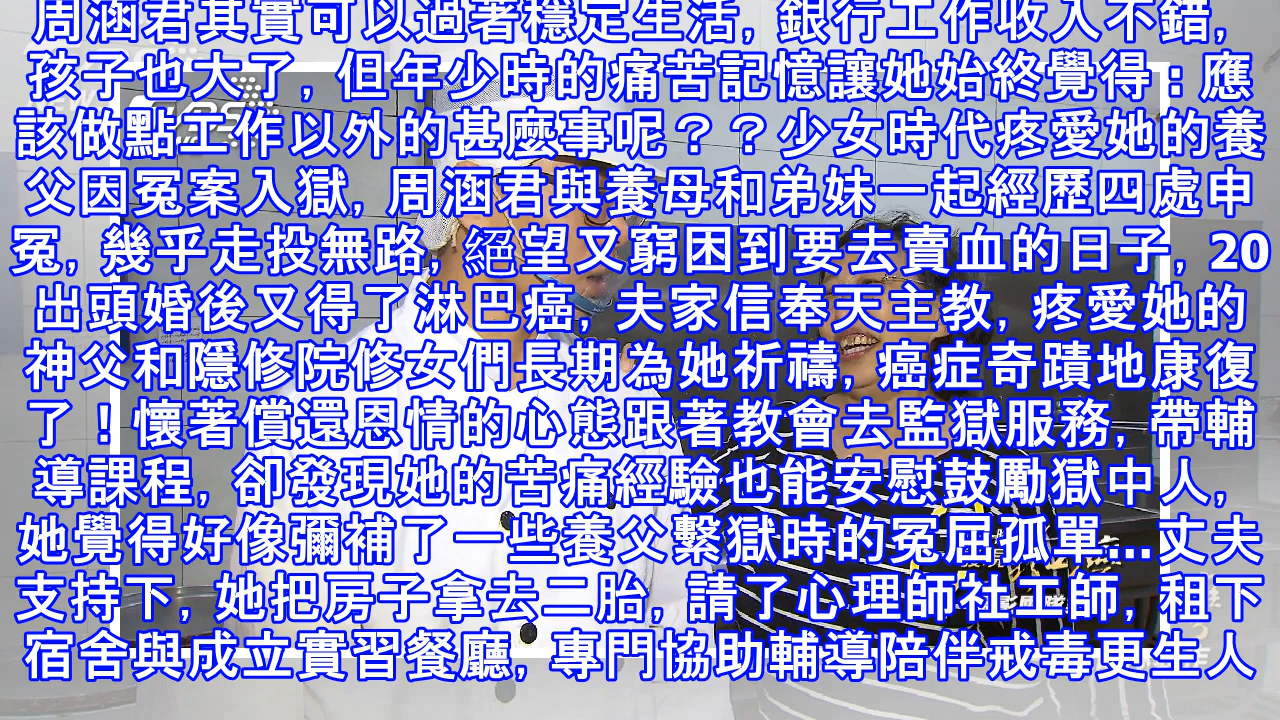 周涵君其實可以過著穩定生活, 銀行工作收入不錯,
孩子也大了, 但年少時的痛苦記憶讓她始終覺得：應
該做點工作以外的甚麼事呢？？少女時代疼愛她的養
父因冤案入獄, 周涵君與養母和弟妹一起經歷四處申
冤, 幾乎走投無路, 絕望又窮困到要去賣血的日子, 20
出頭婚後又得了淋巴癌, 夫家信奉天主教, 疼愛她的
神父和隱修院修女們長期為她祈禱, 癌症奇蹟地康復
了！懷著償還恩情的心態跟著教會去監獄服務, 帶輔
導課程, 卻發現她的苦痛經驗也能安慰鼓勵獄中人,
她覺得好像彌補了一些養父繫獄時的冤屈孤單...丈夫
支持下, 她把房子拿去二胎, 請了心理師社工師, 租下
宿舍與成立實習餐廳, 專門協助輔導陪伴戒毒更生人